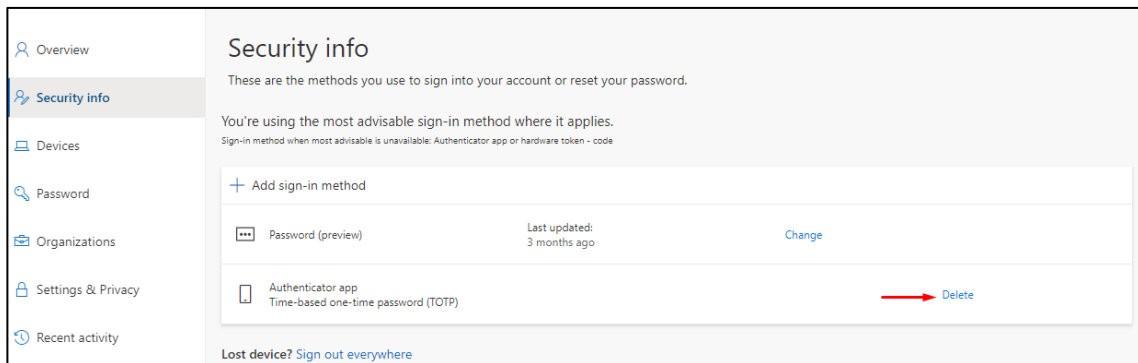 Overview
Security info
Devices
Password
Organizations
Settings & Privacy
Recent activity
Security info
These are the methods you use to sign into your account or reset your password.
You're using the most advisable sign-in method where it applies.
Sign-in method when most advisable is unavailable: Authenticator app or hardware token - code
Add sign-in method
Password (preview)
Last updated:
3 months ago
Change
Authenticator app
Time-based one-time password (TOTP)
Delete
Lost device? Sign out everywhere